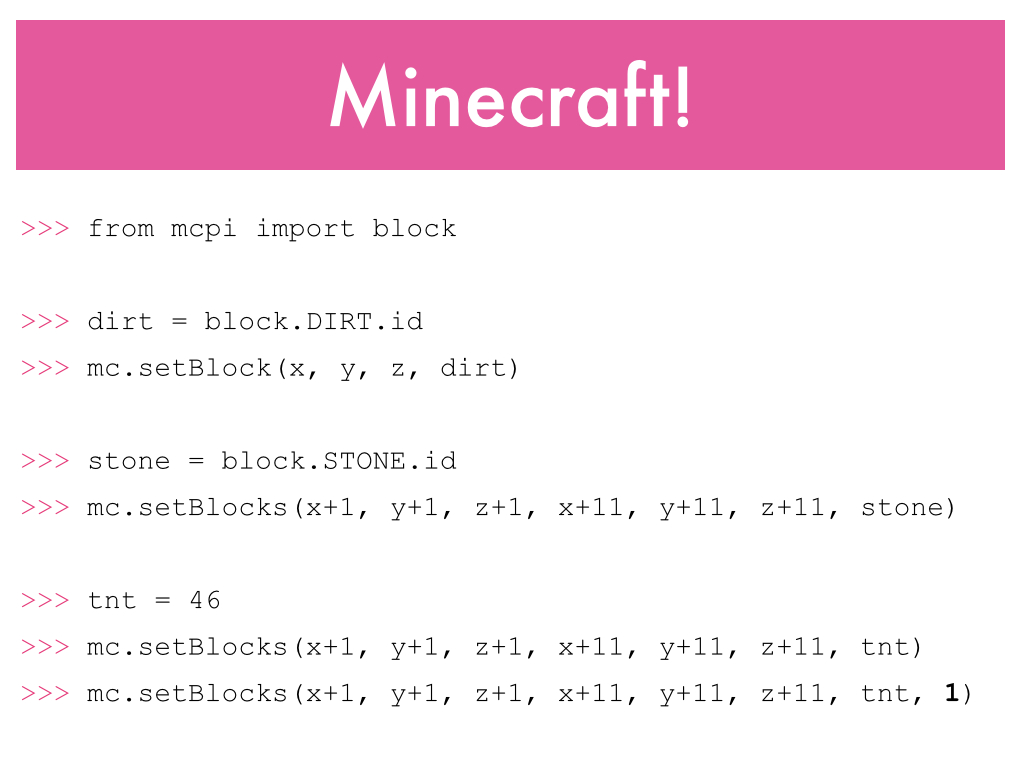 Minecraft!
>>> from mcpi import block
>>> dirt = block.DIRT.id
>>> mc.setBlock(x, y, z, dirt)
>>> stone = block.STONE.id
>>> mc.setBlocks(x+1, y+1, z+1, x+11, y+11, z+11, stone)
>>> tnt = 46
>>> mc.setBlocks(x+1, y+1, z+1, x+11, y+11, z+11, tnt)
>>> mc.setBlocks(x+1, y+1, z+1, x+11, y+11, z+11, tnt, 1)